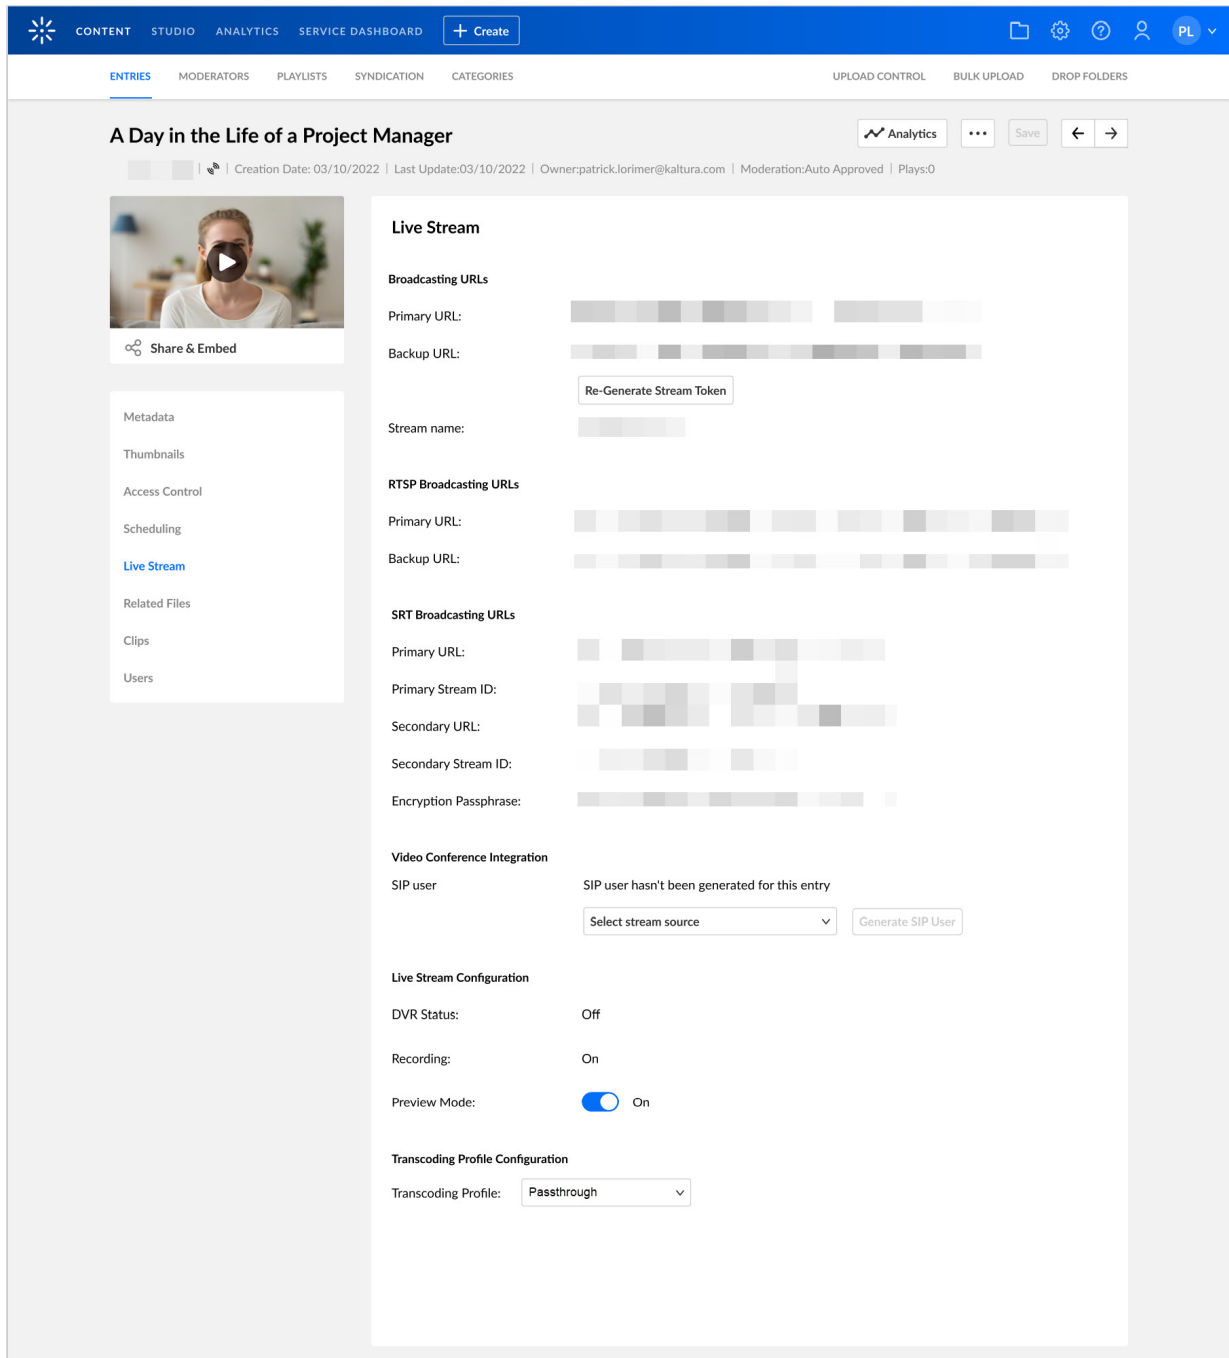 CONTENT STUDIO ANALYTICS SERVICE DASHBOARD + Create PL
ENTRIES MODERATORS PLAYLISTS SYNDICATION CATEGORIES UPLOAD CONTROL BULK UPLOAD DROP FOLDERS
A Day in the Life of a Project Manager Analytics ••• Save
| Creation Date: 03/10/2022 | Last Update:03/10/2022 | Owner:patrick.lorimer@kaltura.com | Moderation:Auto Approved | Plays:0
Share & Embed
Metadata
Thumbnails
Access Control
Scheduling
Live Stream
Related Files
Clips
Users
Live Stream
Broadcasting URLs
Primary URL:
Backup URL:
Re-Generate Stream Token
Stream name:
RTSP Broadcasting URLs
Primary URL:
Backup URL:
SRT Broadcasting URLs
Primary URL:
Primary Stream ID:
Secondary URL:
Secondary Stream ID:
Encryption Passphrase:
Video Conference Integration
SIP user SIP user hasn't been generated for this entry
Select stream source Generate SIP User
Live Stream Configuration
DVR Status: Off
Recording: On
Preview Mode: On
Transcoding Profile Configuration
Transcoding Profile: Passthrough